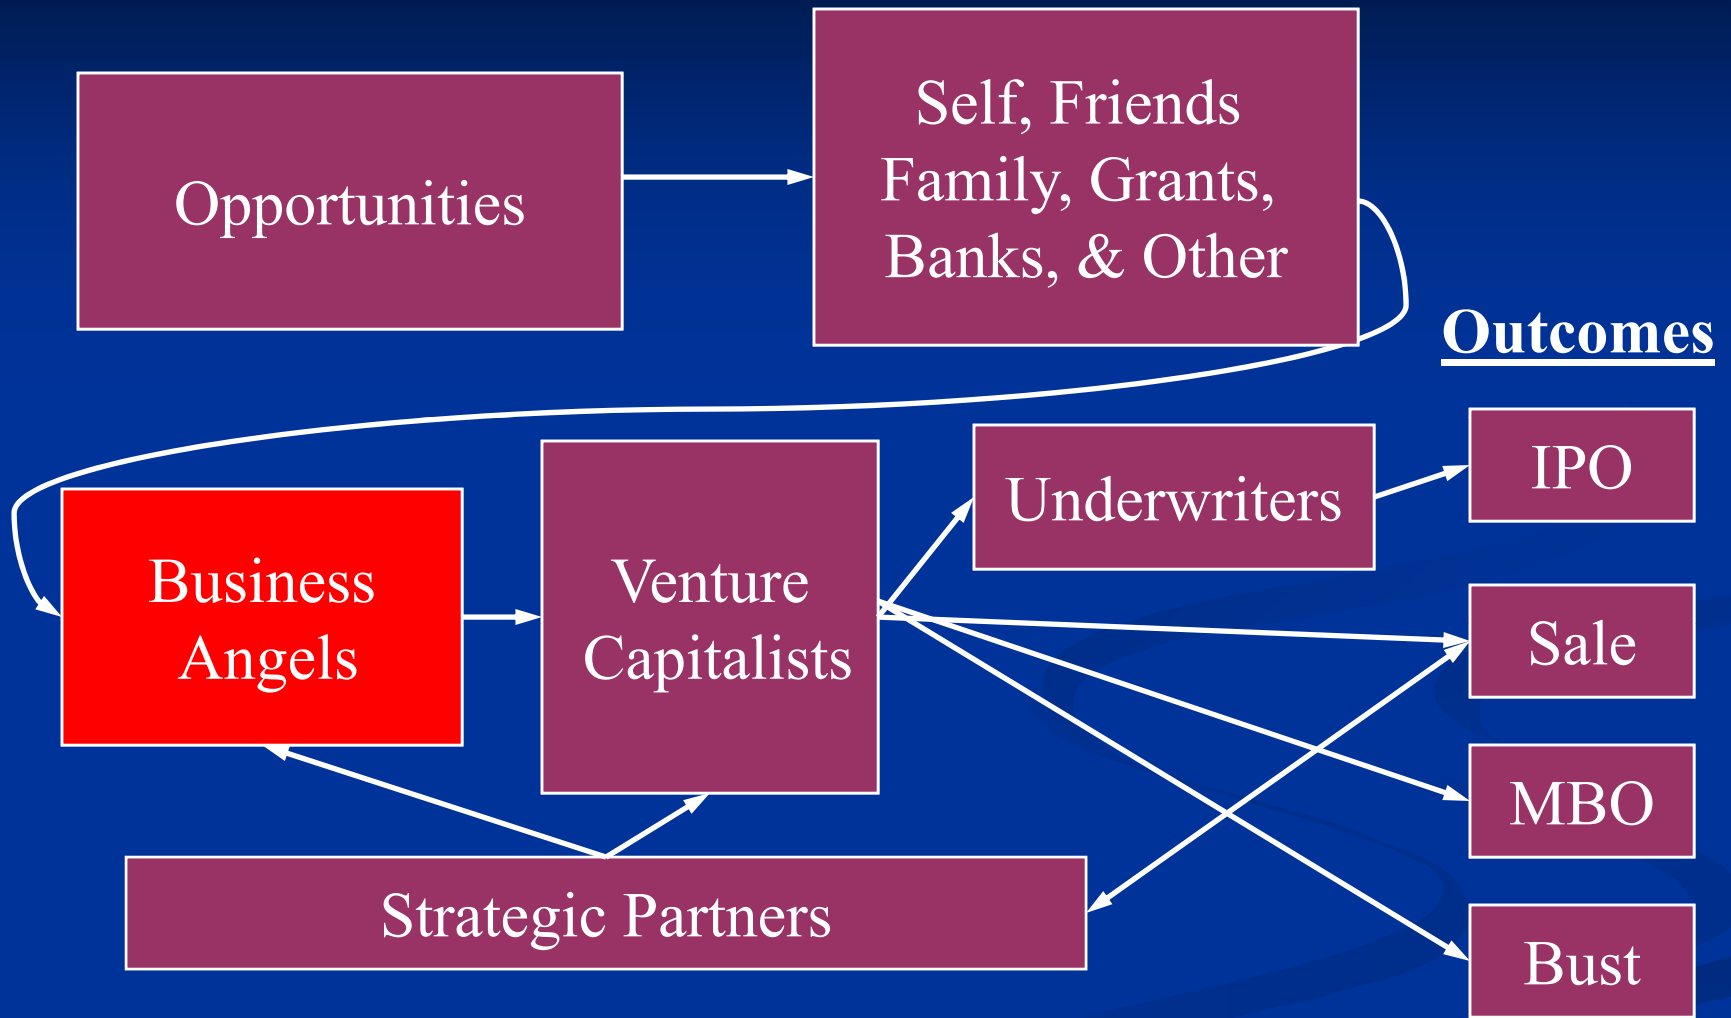 Opportunities
Self, Friends
Family, Grants,
Banks, & Other
Outcomes
Business
Angels
Venture
Capitalists
Underwriters
IPO
Sale
MBO
Strategic Partners
Bust